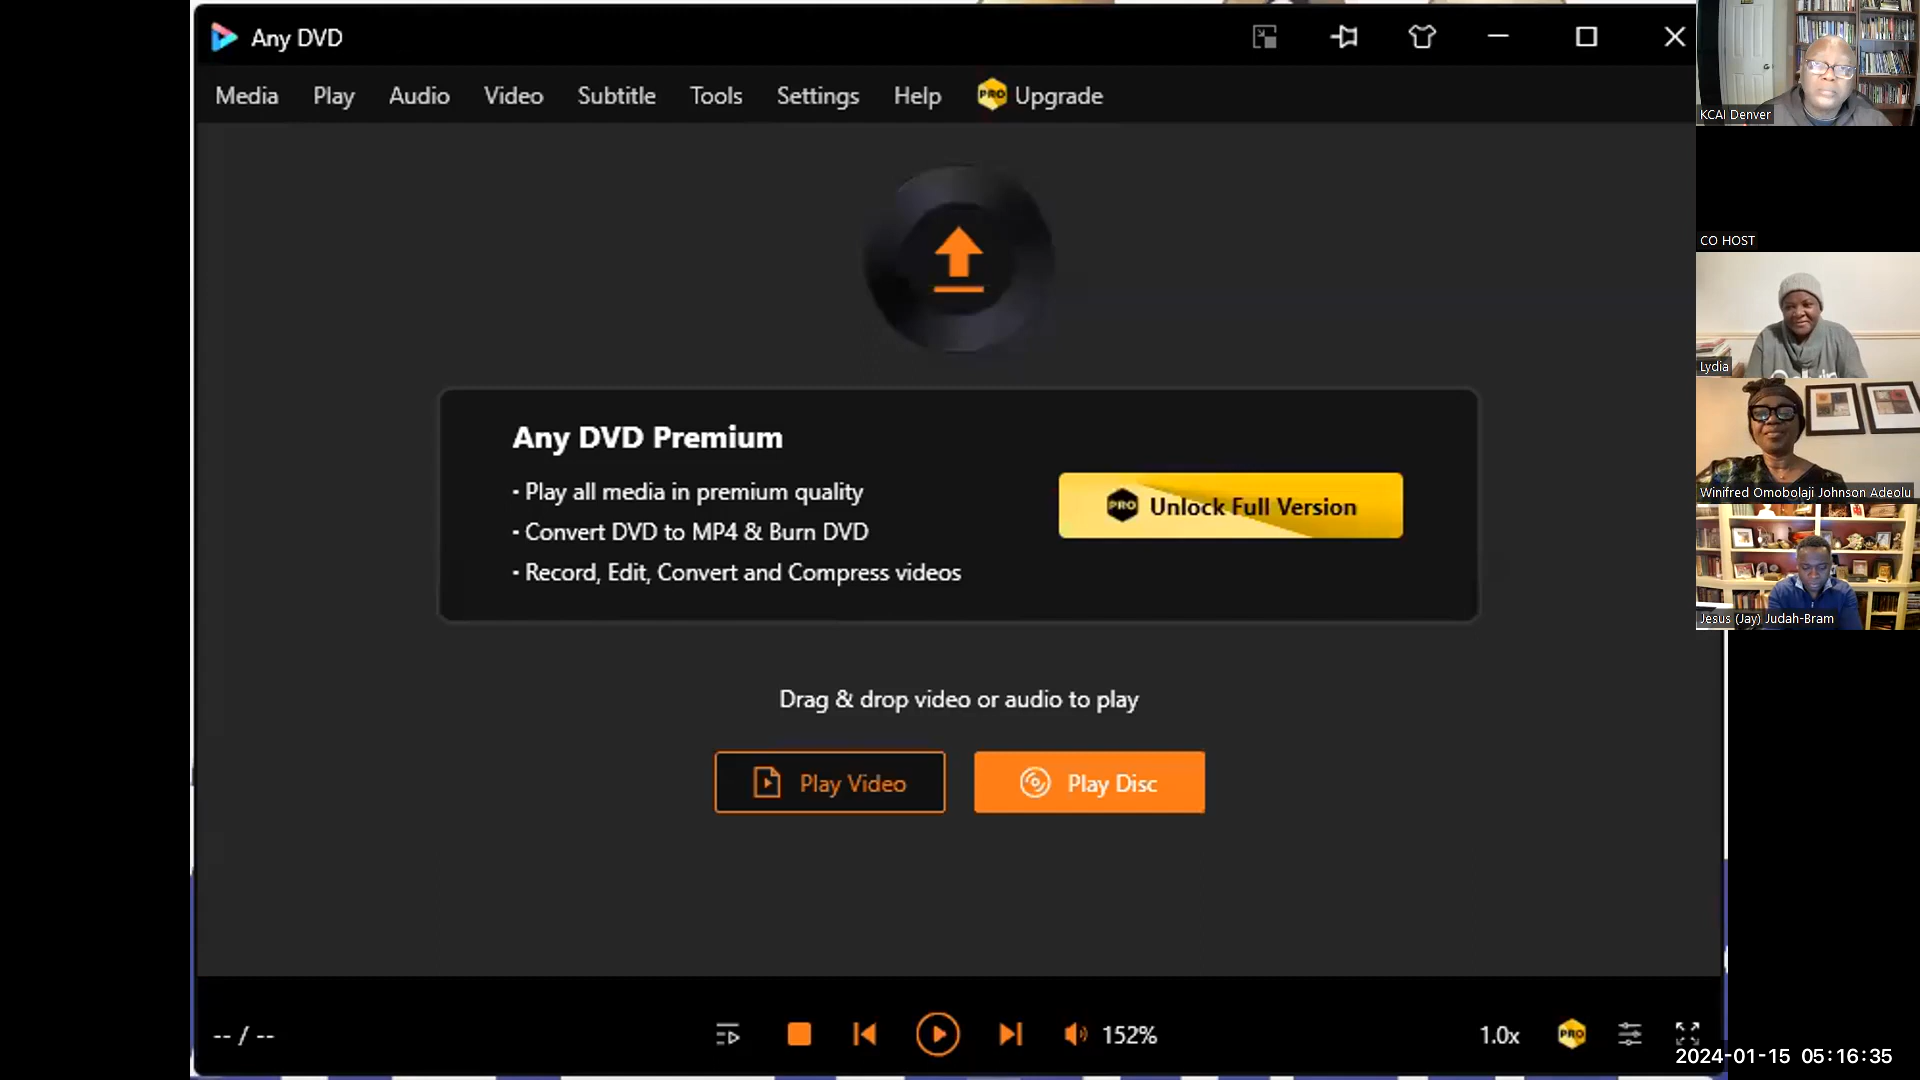 Any DVD
Media Play Audio Video Subtitle Tools Settings Help PRO Upgrade
Any DVD Premium
· Play all media in premium quality
· Convert DVD to MP4 & Burn DVD
· Record, Edit, Convert and Compress videos
PRO Unlock Full Version
Drag & drop video or audio to play
Play Video
Play Disc
-- / --
152%
1.0x
PRO
KCAI Denver
CO HOST
Lydia
Winifred Omobolaji Johnson Adeolu
Jesus (Jay) Judah-Bram
2024-01-15 05:16:35